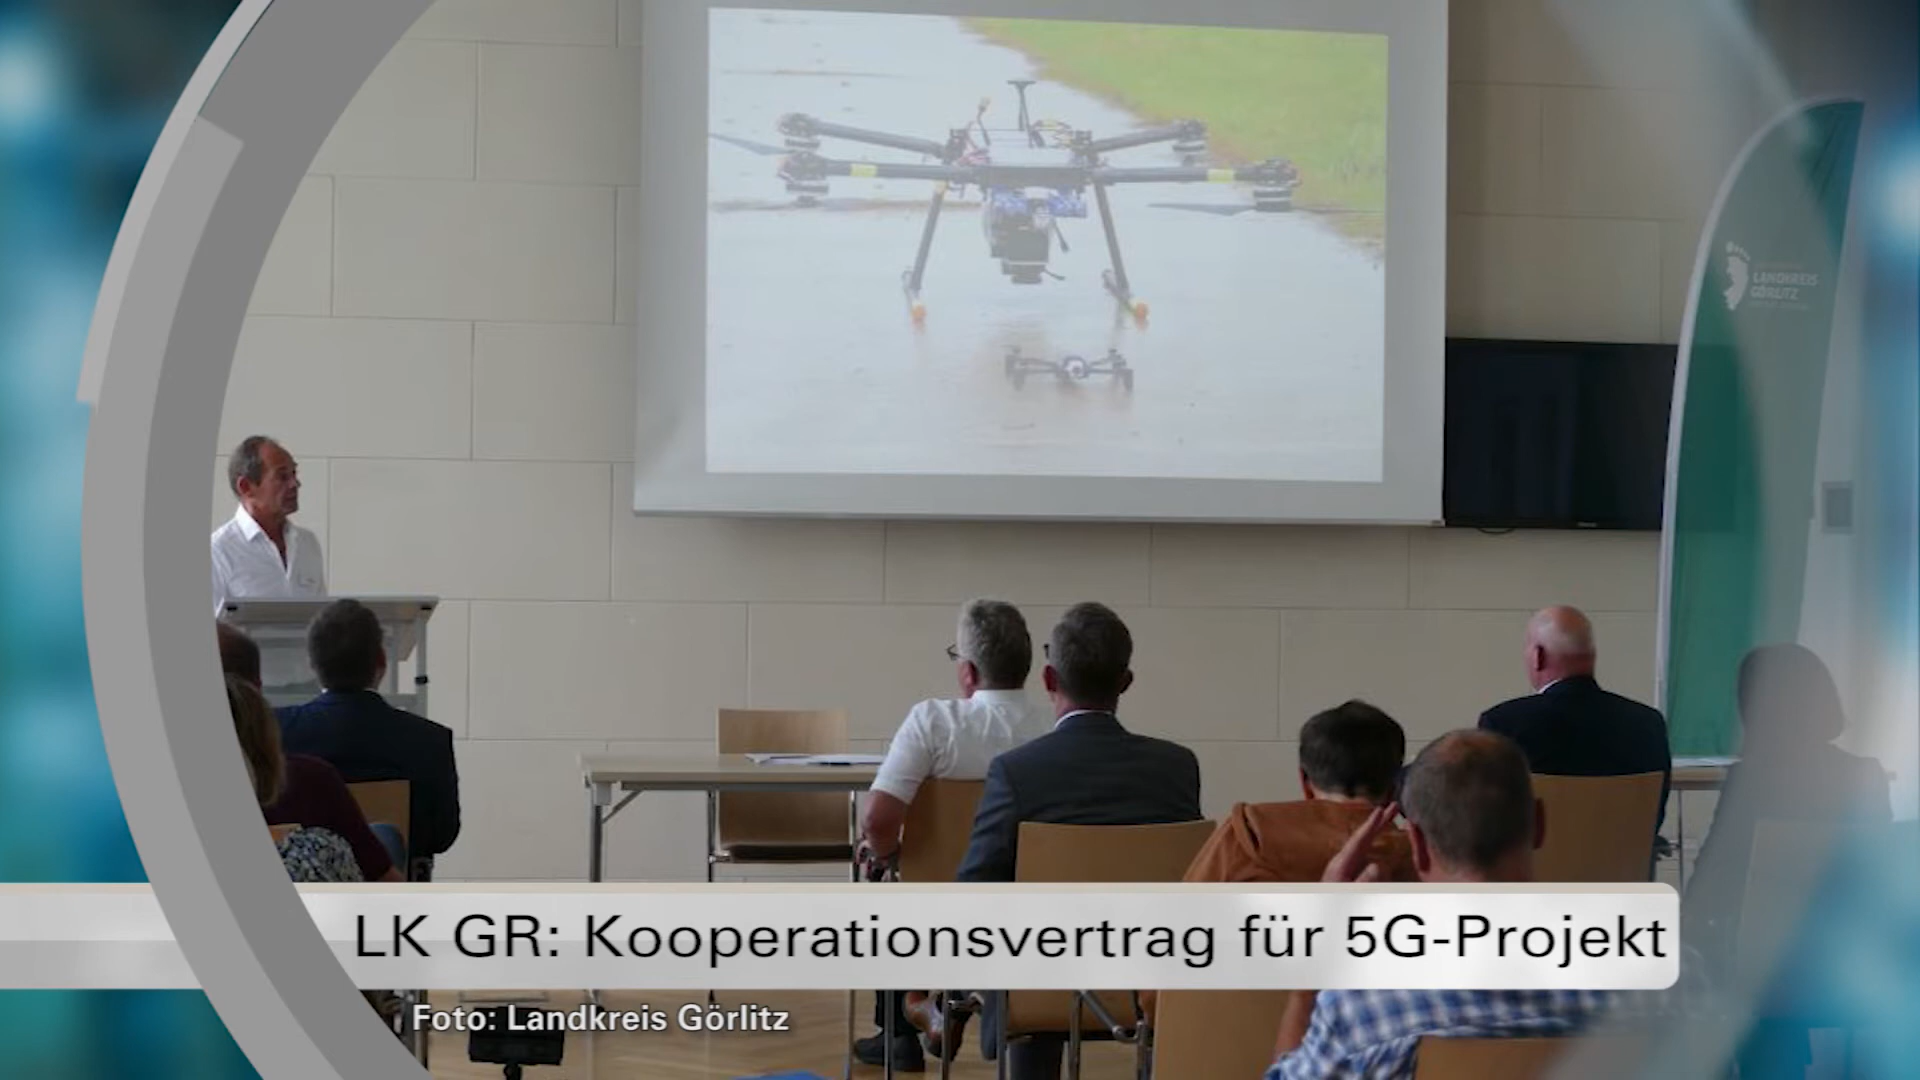 LANDKREIS
GÖRLITZ
LK GR: Kooperationsvertrag für 5G-Projekt
Foto: Landkreis Görlitz